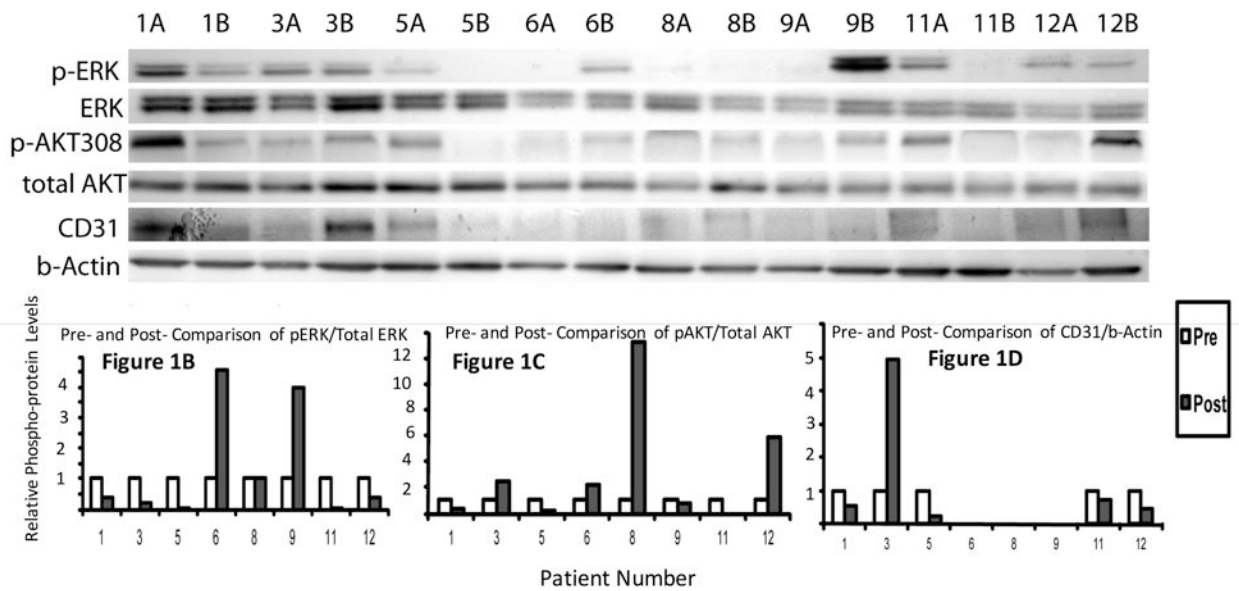 1A 1B 3A 3B 5A 5B 6A 6B 8A 8B 9A 9B 11A 11B 12A 12B
p-ERK
ERK
p-AKT308
total AKT
CD31
b-Actin
Relative Phospho-protein Levels
Pre- and Post- Comparison of pERK/Total ERK
Figure 1B
4
3
2
1
1 3 5 6 8 9 11 12
Pre- and Post- Comparison of pAKT/Total AKT
Figure 1C
12
10
8
6
4
2
1 3 5 6 8 9 11 12
Pre- and Post- Comparison of CD31/b-Actin
Figure 1D
5
4
3
2
1
1 3 5 6 8 9 11 12
Pre
Post
Patient Number